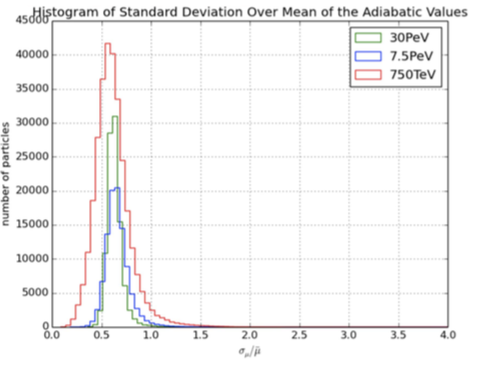 Histogram of Standard Deviation Over Mean of the Adiabatic Values
45000
40000
35000
30000
25000
20000
15000
10000
5000
0
number of particles
30PeV
7.5PeV
750TeV
0.0 0.5 1.0 1.5 2.0 2.5 3.0 3.5 4.0
σ_μ/μ̄